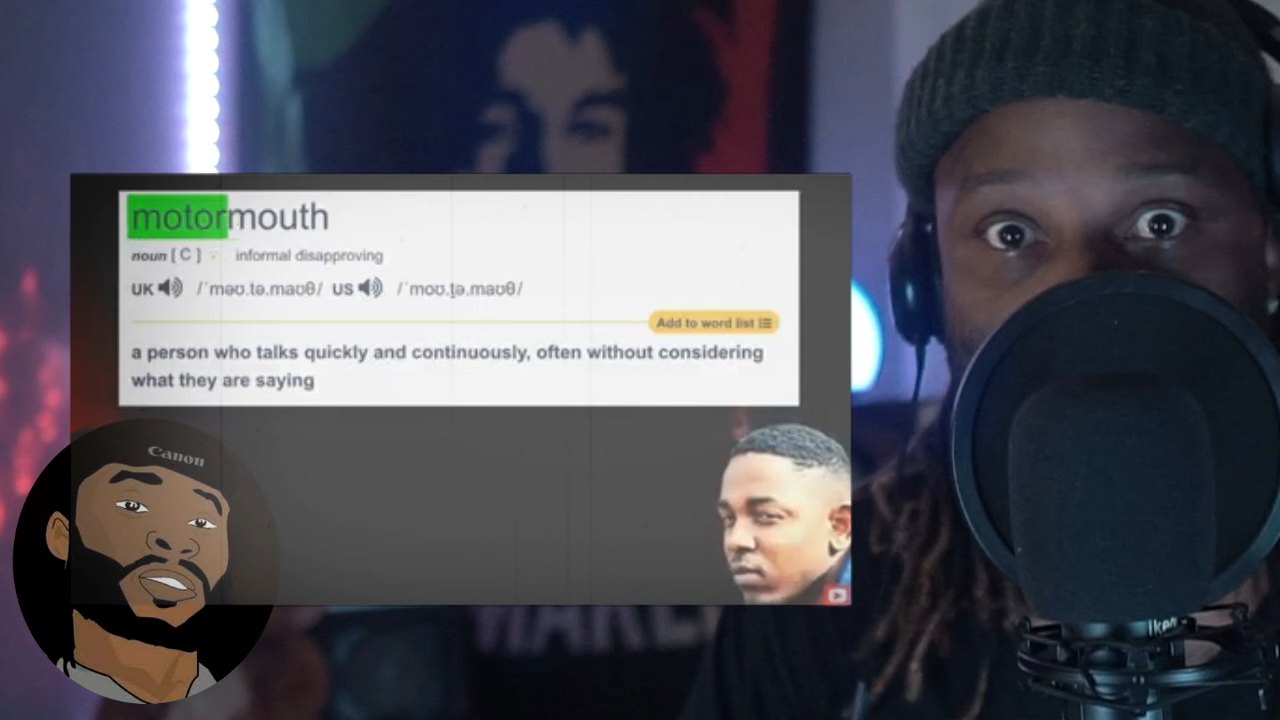 motormouth
noun [ C ] informal disapproving
UK /ˈməʊ.tə.maʊθ/ US /ˈmoʊ.t̬ə.maʊθ/
Add to word list
a person who talks quickly and continuously, often without considering
what they are saying
Canon